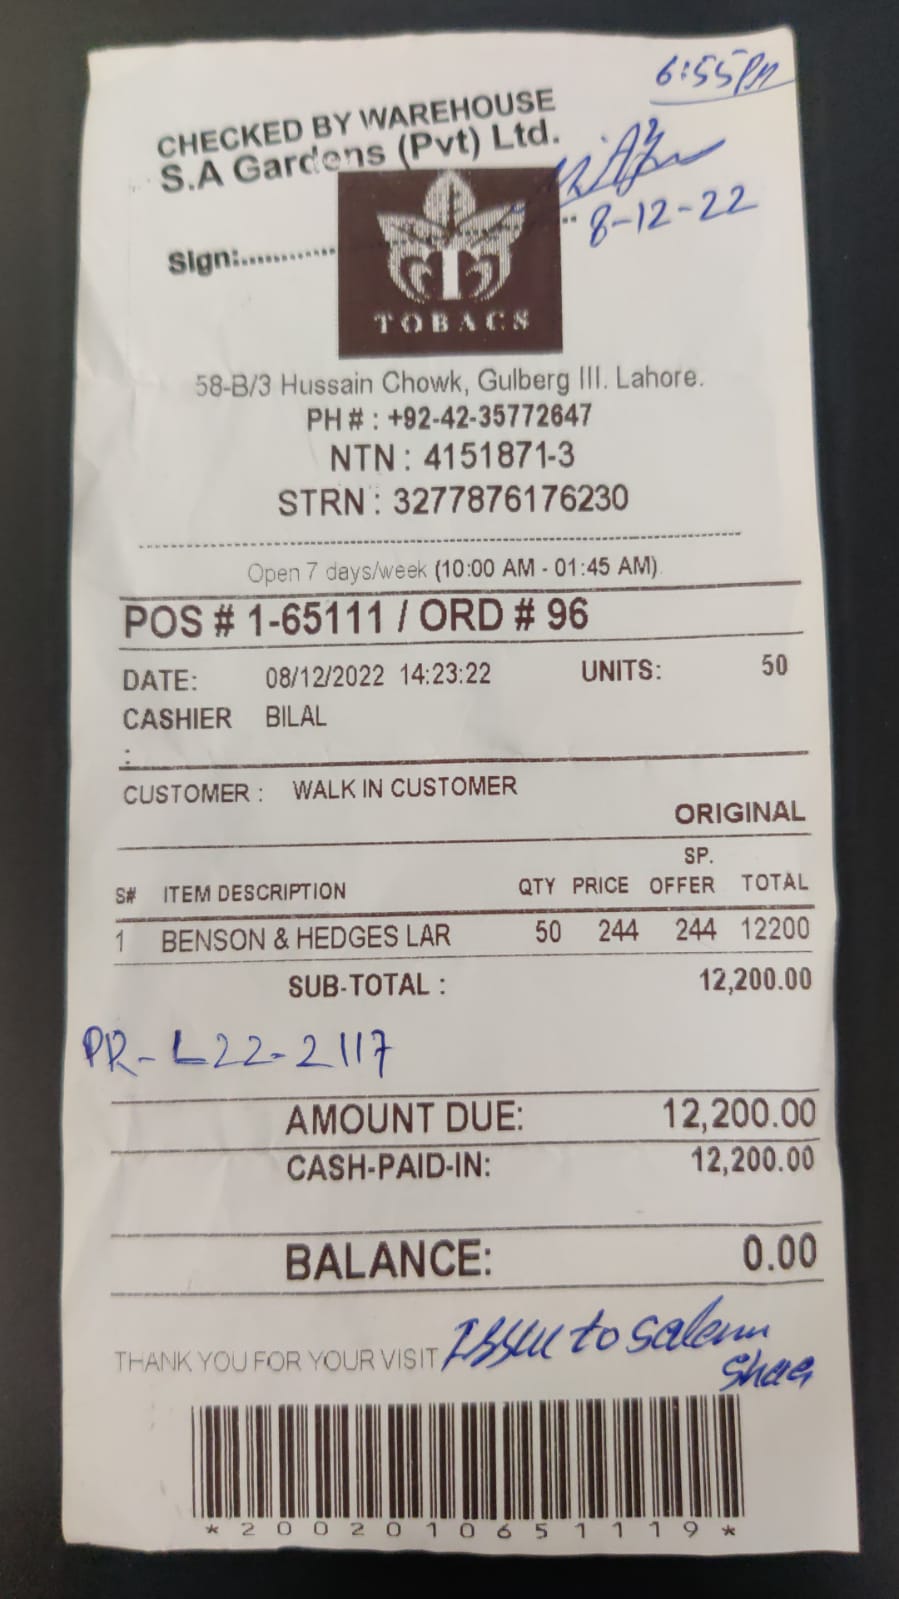 6:55PM
CHECKED BY WAREHOUSE
S.A Gardens (Pvt) Ltd.
8-12-22
Sign:..............
TOBACS
58-B/3 Hussain Chowk, Gulberg III. Lahore.
PH # : +92-42-35772647
NTN : 4151871-3
STRN : 3277876176230
Open 7 days/week (10:00 AM - 01:45 AM)
POS # 1-65111 / ORD # 96
DATE: 08/12/2022 14:23:22 UNITS: 50
CASHIER BILAL
:
CUSTOMER : WALK IN CUSTOMER
ORIGINAL
SP.
S# ITEM DESCRIPTION QTY PRICE OFFER TOTAL
1 BENSON & HEDGES LAR 50 244 244 12200
SUB-TOTAL : 12,200.00
PR-L22-2117
AMOUNT DUE: 12,200.00
CASH-PAID-IN: 12,200.00
BALANCE: 0.00
THANK YOU FOR YOUR VISIT Issue to
*2002010651119*